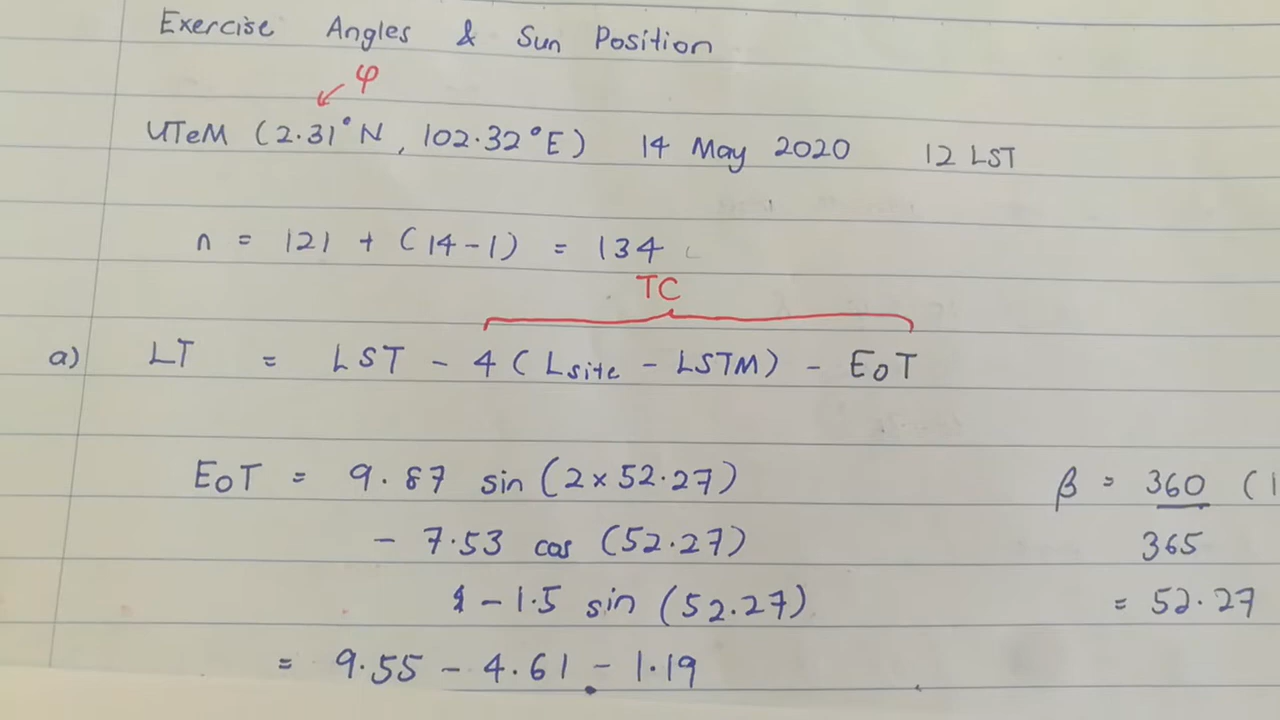 Exercise Angles & Sun Position
φ
UTeM (2.31°N, 102.32°E) 14 May 2020 12 LST
n = 121 + (14-1) = 134
TC
a) LT = LST - 4 (Lsite - LSTM) - EoT
EoT = 9.87 sin (2x52.27) β = 360 (1
- 7.53 cos (52.27) 365
- 1.5 sin (52.27) = 52.27
= 9.55 - 4.61 - 1.19